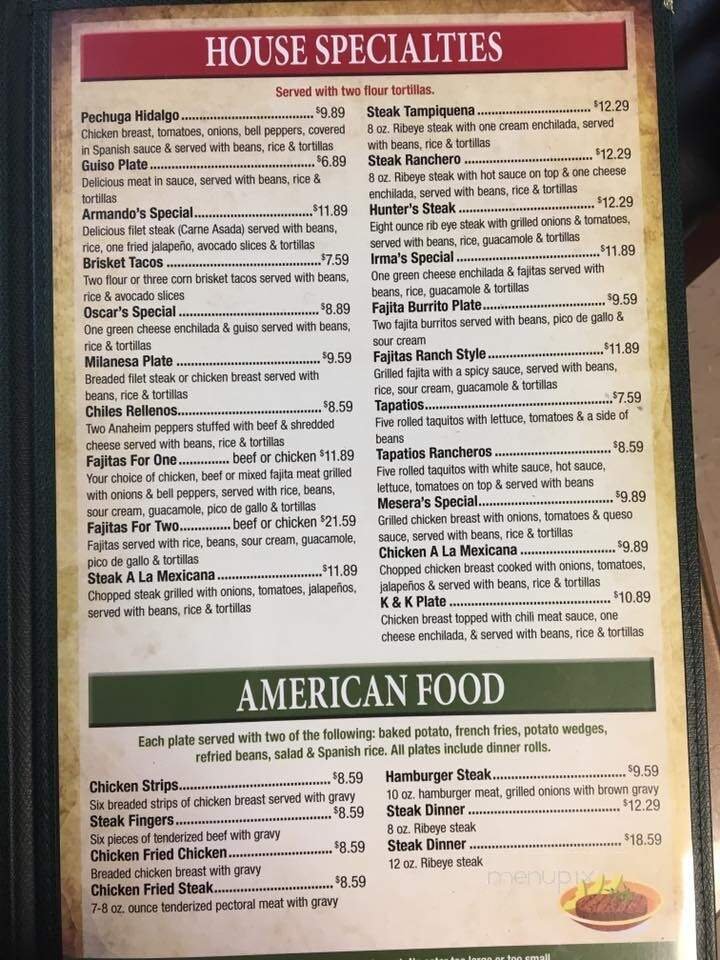 HOUSE SPECIALTIES
Served with two flour tortillas.
Pechuga Hidalgo.................................... $9.89
Chicken breast, tomatoes, onions, bell peppers, covered
in Spanish sauce & served with beans, rice & tortillas
Guiso Plate............................................ $6.89
Delicious meat in sauce, served with beans, rice &
tortillas
Armando's Special................................ $11.89
Delicious filet steak (Carne Asada) served with beans,
rice, one fried jalapeño, avocado slices & tortillas
Brisket Tacos ........................................ $7.59
Two flour or three corn brisket tacos served with beans,
rice & avocado slices
Oscar's Special ..................................... $8.89
One green cheese enchilada & guiso served with beans,
rice & tortillas
Milanesa Plate ...................................... $9.59
Breaded filet steak or chicken breast served with
beans, rice & tortillas
Chiles Rellenos...................................... $8.59
Two Anaheim peppers stuffed with beef & shredded
cheese served with beans, rice & tortillas
Fajitas For One............. beef or chicken $11.89
Your choice of chicken, beef or mixed fajita meat grilled
with onions & bell peppers, served with rice, beans,
sour cream, guacamole, pico de gallo & tortillas
Fajitas For Two............. beef or chicken $21.59
Fajitas served with rice, beans, sour cream, guacamole,
pico de gallo & tortillas
Steak A La Mexicana ........................... $11.89
Chopped steak grilled with onions, tomatoes, jalapeños,
served with beans, rice & tortillas
Steak Tampiquena .............................. $12.29
8 oz. Ribeye steak with one cream enchilada, served
with beans, rice & tortillas
Steak Ranchero ................................... $12.29
8 oz. Ribeye steak with hot sauce on top & one cheese
enchilada, served with beans, rice & tortillas
Hunter's Steak ..................................... $12.29
Eight ounce rib eye steak with grilled onions & tomatoes,
served with beans, rice, guacamole & tortillas
Irma's Special ...................................... $11.89
One green cheese enchilada & fajitas served with
beans, rice, guacamole & tortillas
Fajita Burrito Plate................................. $9.59
Two fajita burritos served with beans, pico de gallo &
sour cream
Fajitas Ranch Style............................... $11.89
Grilled fajita with a spicy sauce, served with beans,
rice, sour cream, guacamole & tortillas
Tapatios.................................................. $7.59
Five rolled taquitos with lettuce, tomatoes & a side of
beans
Tapatios Rancheros ............................... $8.59
Five rolled taquitos with white sauce, hot sauce,
lettuce, tomatoes on top & served with beans
Mesera's Special.................................... $9.89
Grilled chicken breast with onions, tomatoes & queso
sauce, served with beans, rice & tortillas
Chicken A La Mexicana ......................... $9.89
Chopped chicken breast cooked with onions, tomatoes,
jalapeños & served with beans, rice & tortillas
K & K Plate ........................................... $10.89
Chicken breast topped with chili meat sauce, one
cheese enchilada, & served with beans, rice & tortillas
AMERICAN FOOD
Each plate served with two of the following: baked potato, french fries, potato wedges,
refried beans, salad & Spanish rice. All plates include dinner rolls.
Chicken Strips........................................ $8.59
Six breaded strips of chicken breast served with gravy
Steak Fingers......................................... $8.59
Six pieces of tenderized beef with gravy
Chicken Fried Chicken........................... $8.59
Breaded chicken breast with gravy
Chicken Fried Steak............................... $8.59
7-8 oz. ounce tenderized pectoral meat with gravy
Hamburger Steak................................... $9.59
10 oz. hamburger meat, grilled onions with brown gravy
Steak Dinner ........................................ $12.29
8 oz. Ribeye steak
Steak Dinner ........................................ $18.59
12 oz. Ribeye steak
menupix
too large or too small